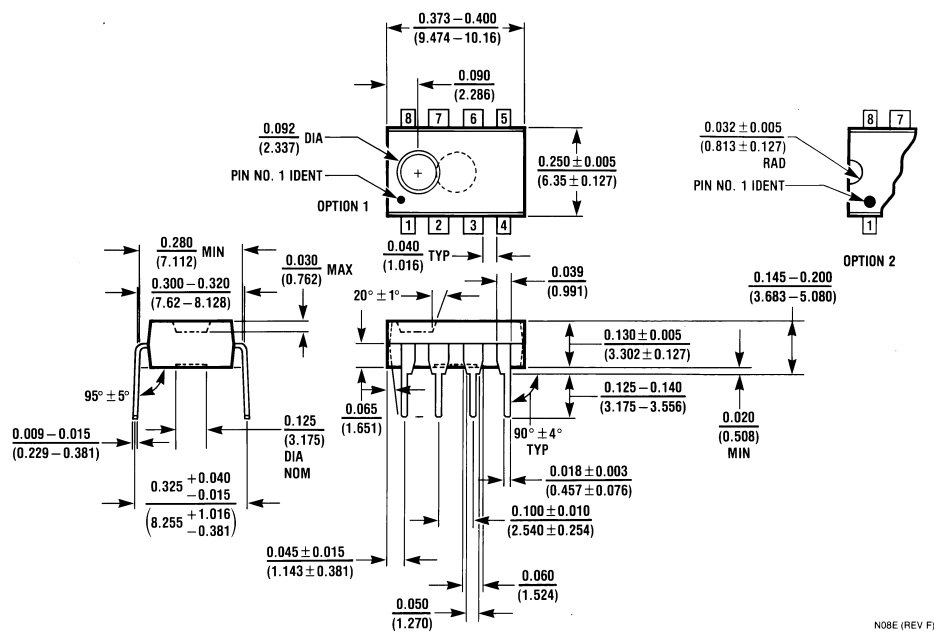 0.373 – 0.400
(9.474 – 10.16)
0.090
(2.286)
8 7 6 5
0.092 DIA
(2.337)
PIN NO. 1 IDENT
OPTION 1
+
0.250 ± 0.005
(6.35 ± 0.127)
1 2 3 4
8 7
0.032 ± 0.005
(0.813 ± 0.127)
RAD
PIN NO. 1 IDENT
1
OPTION 2
0.280 MIN
(7.112)
0.300 – 0.320
(7.62 – 8.128)
0.030 MAX
(0.762)
0.040 TYP
(1.016)
0.039
(0.991)
20° ± 1°
0.145 – 0.200
(3.683 – 5.080)
0.130 ± 0.005
(3.302 ± 0.127)
0.125 – 0.140
(3.175 – 3.556)
0.020
(0.508)
MIN
95° ± 5°
0.009 – 0.015
(0.229 – 0.381)
0.125
(3.175)
DIA
NOM
0.065
(1.651)
90° ± 4°
TYP
0.018 ± 0.003
(0.457 ± 0.076)
0.325 +0.040
–0.015
(8.255 +1.016
–0.381)
0.100 ± 0.010
(2.540 ± 0.254)
0.045 ± 0.015
(1.143 ± 0.381)
0.060
(1.524)
0.050
(1.270)
N08E (REV F)